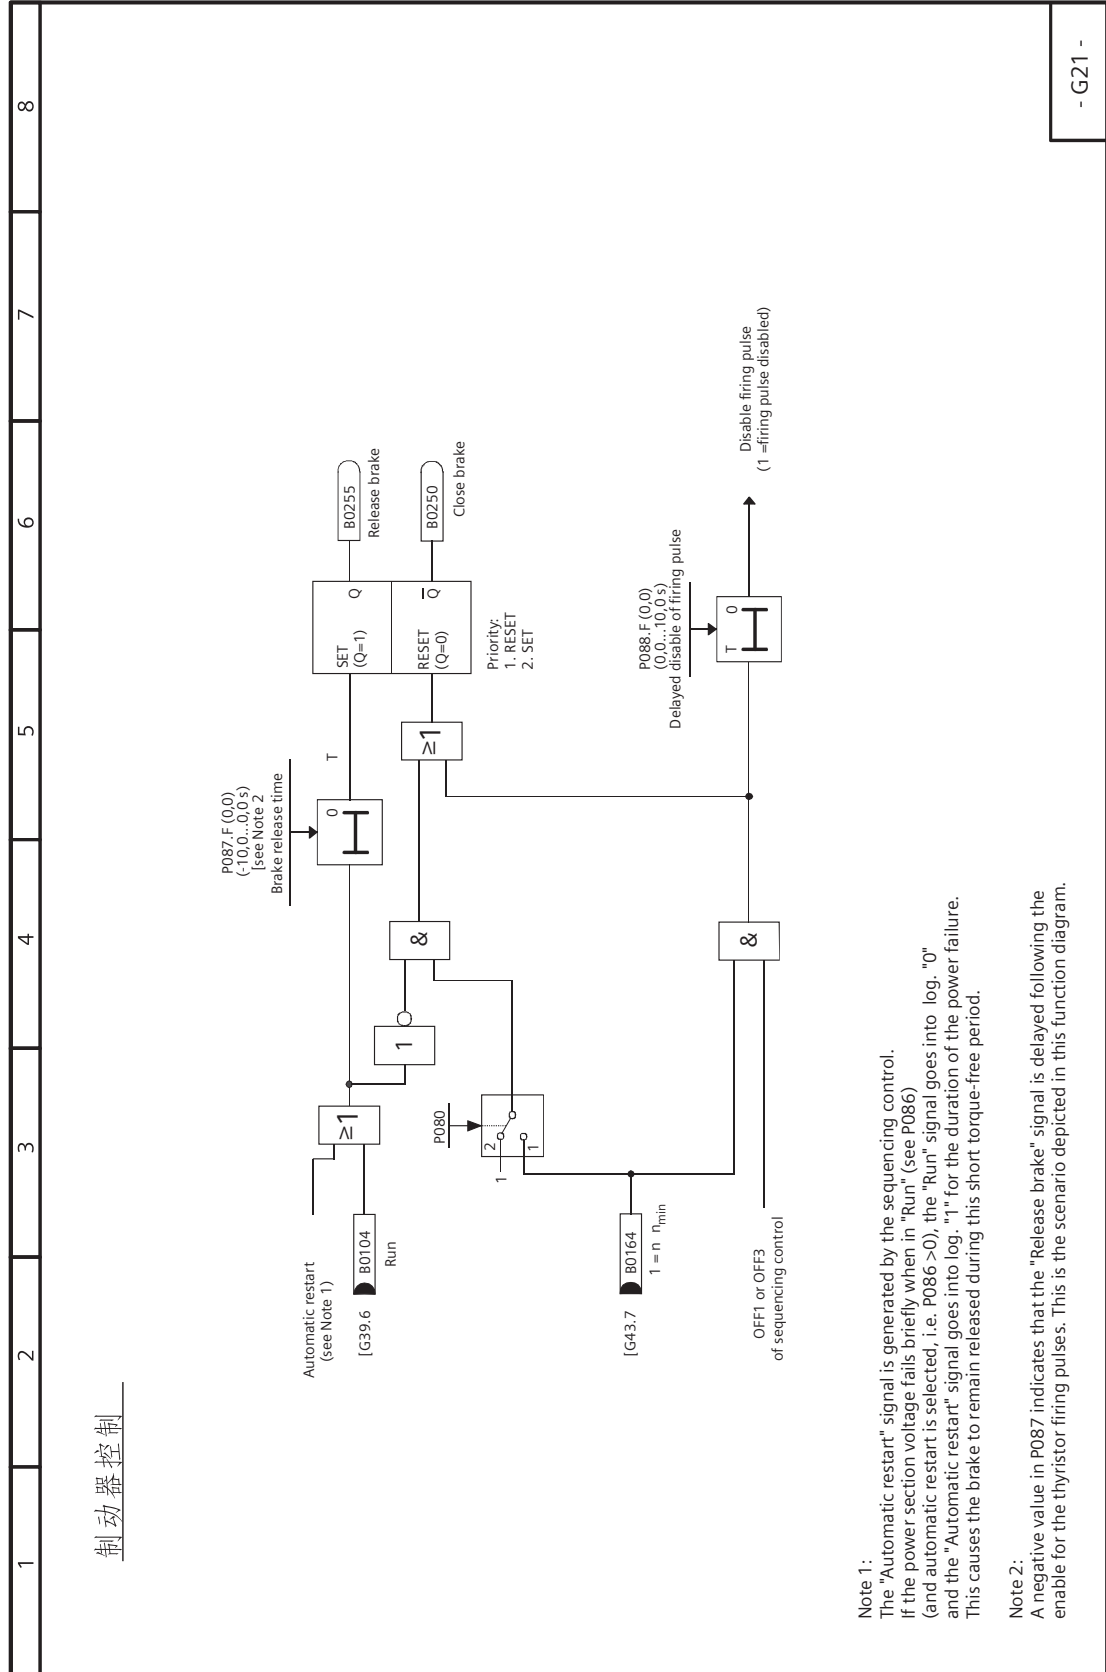 1
2
3
4
5
6
7
8
制动器控制
P087.F (0,0)
(-10,0...0,0 s)
[see Note 2
Brake release time
Automatic restart
(see Note 1)
≥1
0
T
SET
(Q=1)
Q
B0255
Release brake
[G39.6
B0104
Run
1
&
≥1
RESET
(Q=0)
Q̅
B0250
Close brake
P080
1
2
1
Priority:
1. RESET
2. SET
[G43.7
B0164
1 = n n min
P088.F (0,0)
(0,0...10,0 s)
Delayed disable of firing pulse
OFF1 or OFF3
of sequencing control
&
T
0
Disable firing pulse
(1 =firing pulse disabled)
Note 1:
The "Automatic restart" signal is generated by the sequencing control.
If the power section voltage fails briefly when in "Run" (see P086)
(and automatic restart is selected, i.e. P086 >0), the "Run" signal goes into log. "0"
and the "Automatic restart" signal goes into log. "1" for the duration of the power failure.
This causes the brake to remain released during this short torque-free period.
Note 2:
A negative value in P087 indicates that the "Release brake" signal is delayed following the
enable for the thyristor firing pulses. This is the scenario depicted in this function diagram.
- G21 -